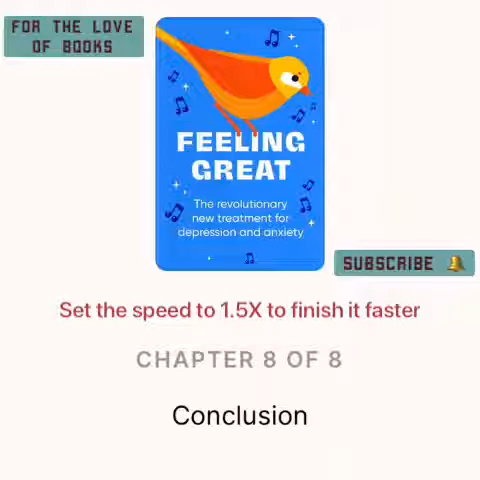 FOR THE LOVE
OF BOOKS
FEELING
GREAT
The revolutionary
new treatment for
depression and anxiety
SUBSCRIBE
Set the speed to 1.5X to finish it faster
CHAPTER 8 OF 8
Conclusion